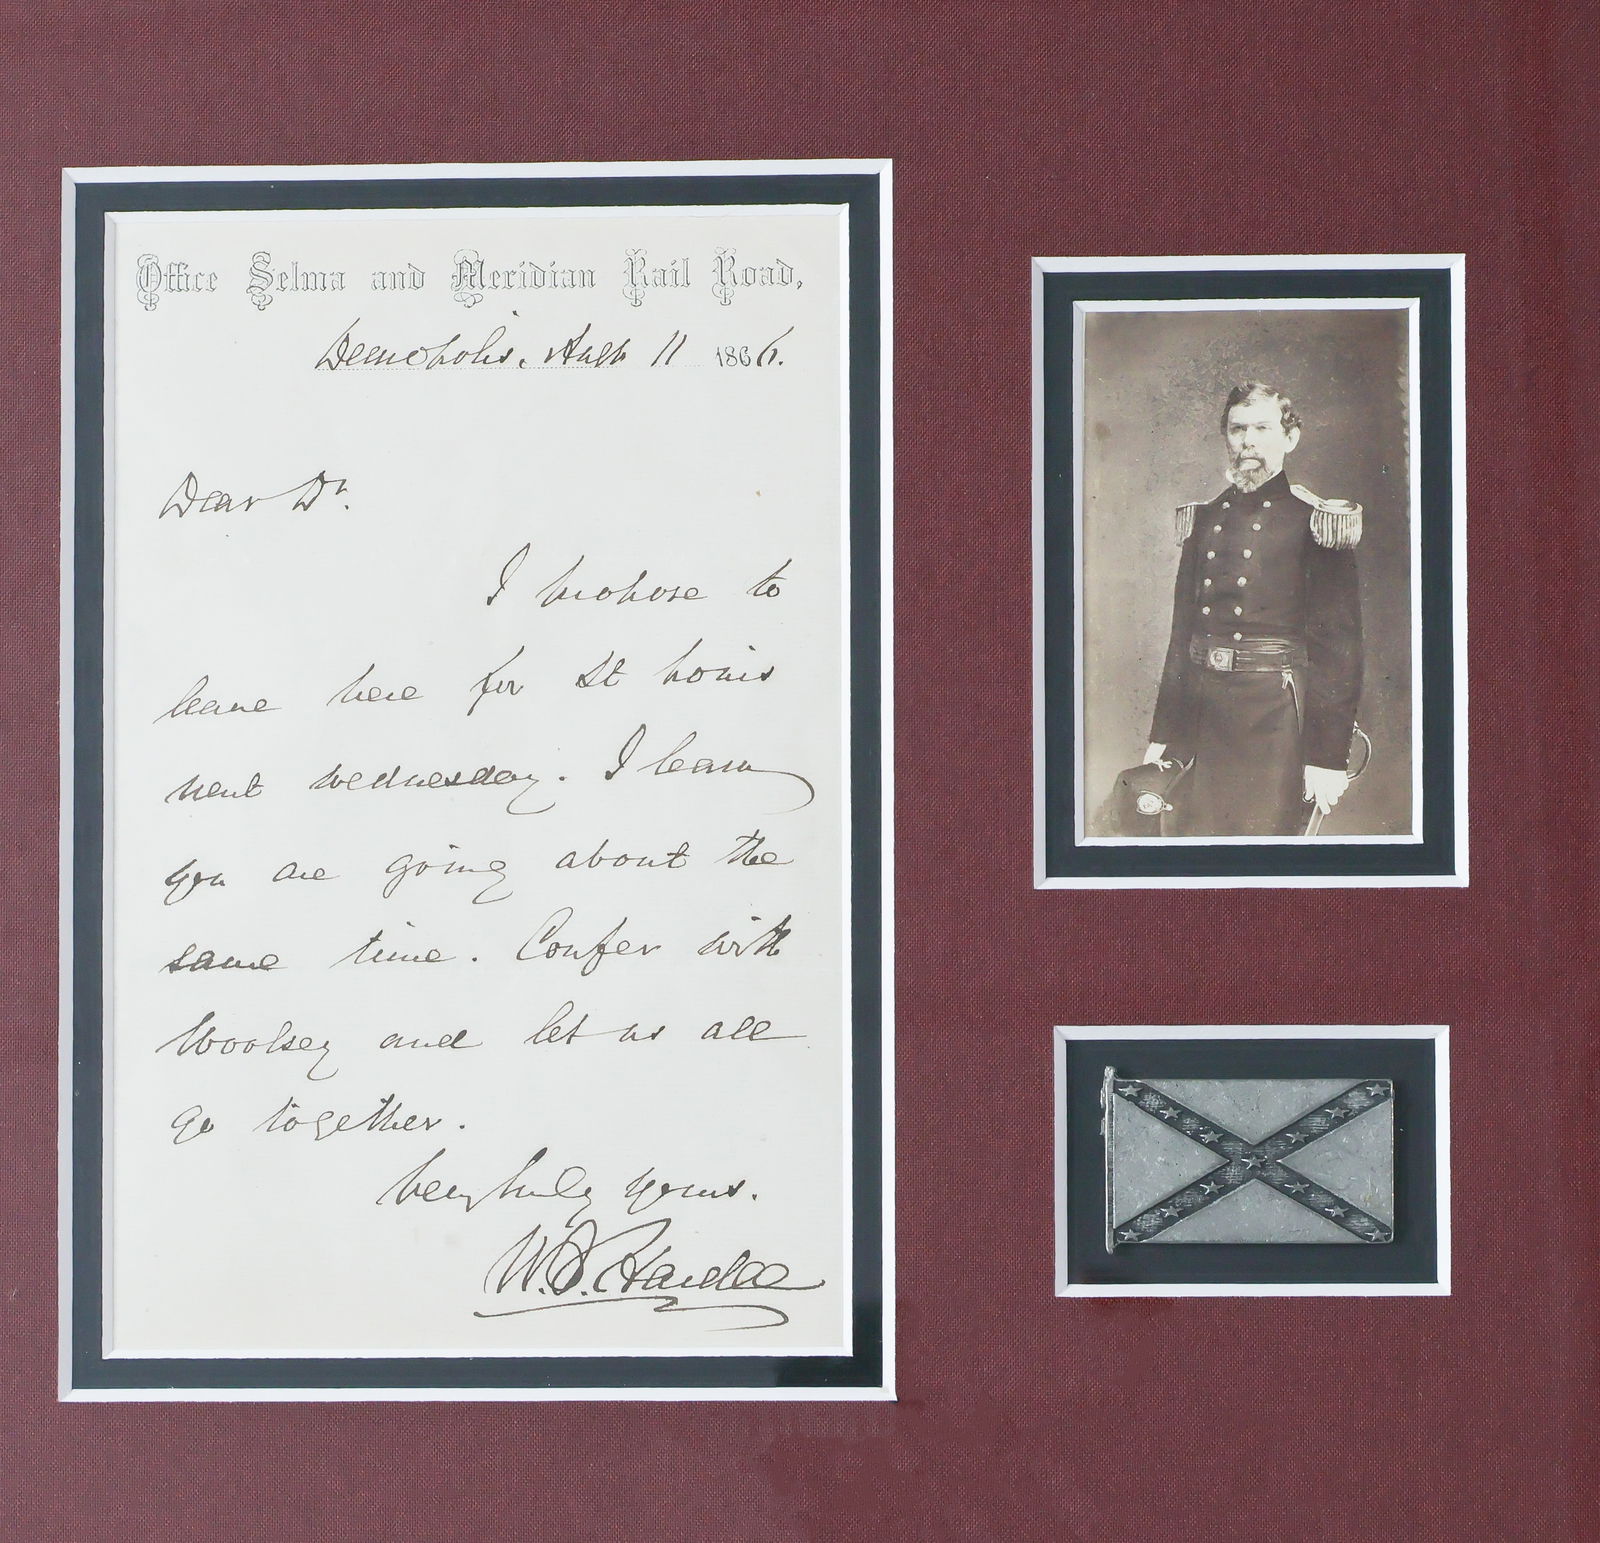 Office Selma and Meridian Rail Road,
Demopolis, Augt 11 1866.
Dear Dr.
I propose to
leave here for St Louis
next wednesday. I learn
you are going about the
same time. Confer with
Woolsey and let us all
go together.
Very truly yours.
W. J. Hardee